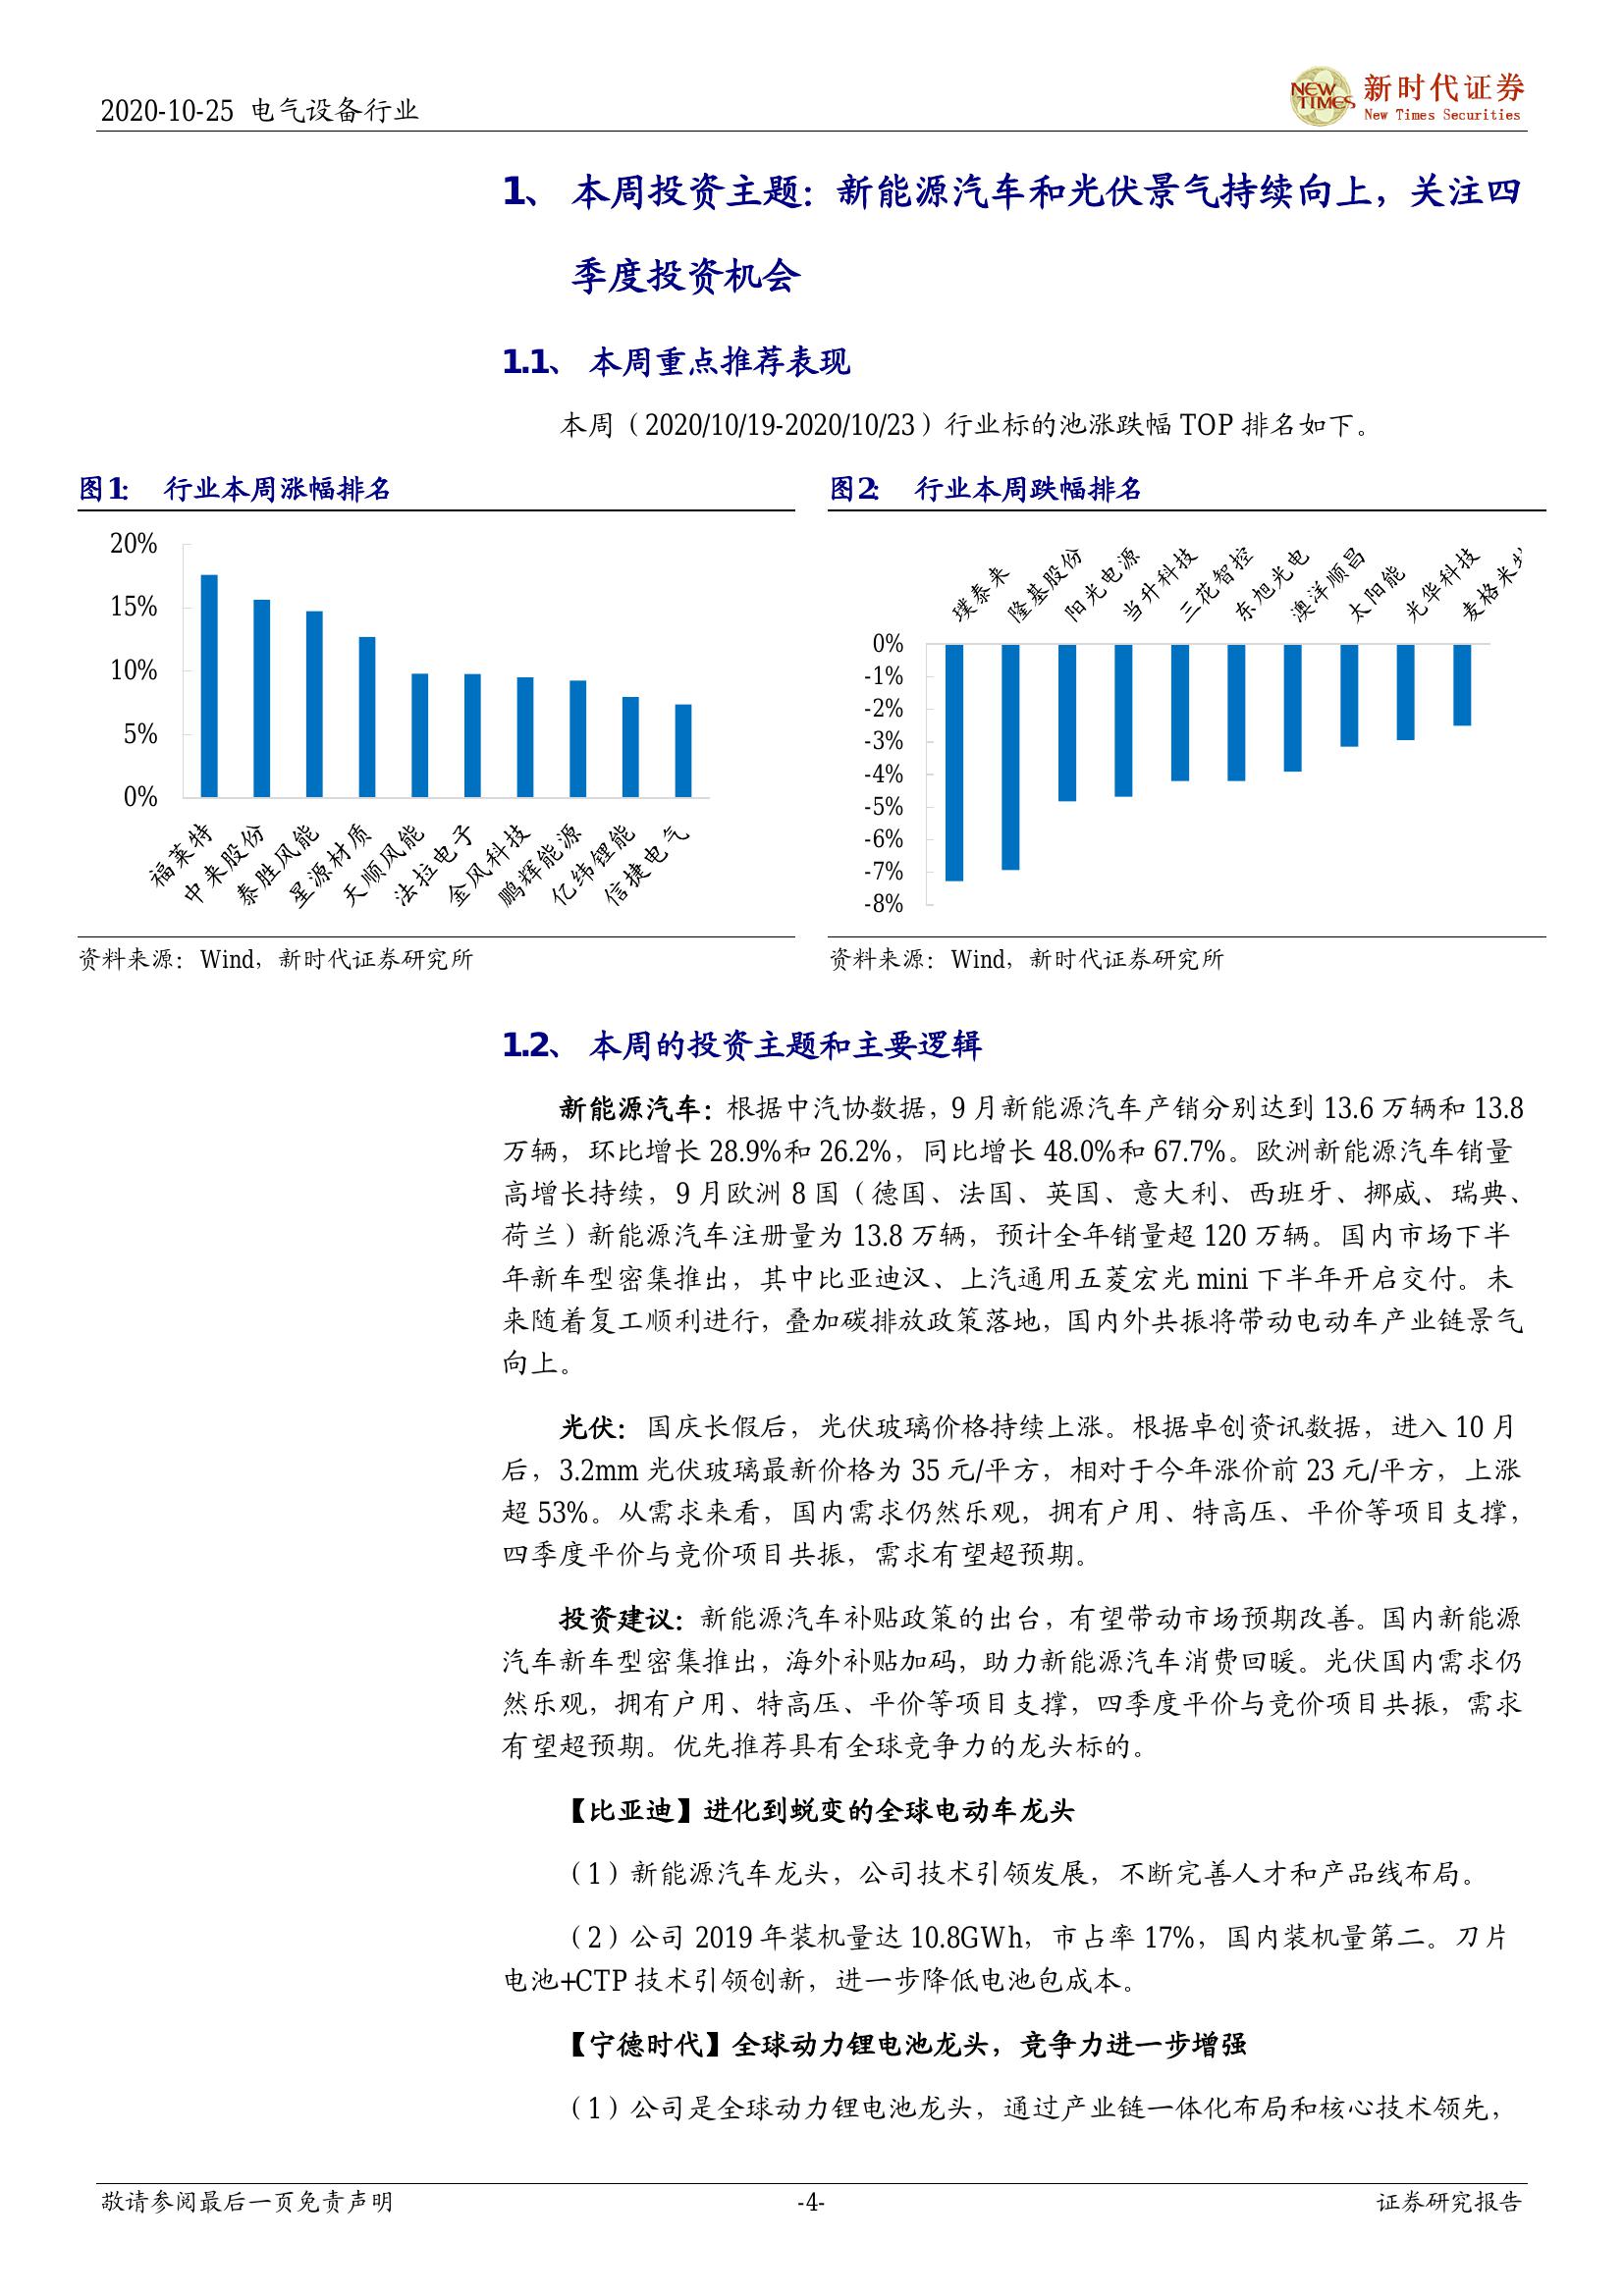 2020-10-25 电气设备行业
NEW TIMES 新时代证券
New Times Securities
1、 本周投资主题：新能源汽车和光伏景气持续向上，关注四
季度投资机会
1.1、 本周重点推荐表现
本周（2020/10/19-2020/10/23）行业标的池涨跌幅 TOP 排名如下。
图1： 行业本周涨幅排名
20%
15%
10%
5%
0%
福莱特
中来股份
泰胜风能
星源材质
天顺风能
法拉电子
金风科技
鹏辉能源
亿纬锂能
信捷电气
资料来源：Wind，新时代证券研究所
图2： 行业本周跌幅排名
璞泰来
隆基股份
阳光电源
当升科技
三花智控
东旭光电
澳洋顺昌
太阳能
光华科技
麦格米
0%
-1%
-2%
-3%
-4%
-5%
-6%
-7%
-8%
资料来源：Wind，新时代证券研究所
1.2、 本周的投资主题和主要逻辑
新能源汽车：根据中汽协数据，9 月新能源汽车产销分别达到 13.6 万辆和 13.8
万辆，环比增长 28.9%和 26.2%，同比增长 48.0%和 67.7%。欧洲新能源汽车销量
高增长持续，9 月欧洲 8 国（德国、法国、英国、意大利、西班牙、挪威、瑞典、
荷兰）新能源汽车注册量为 13.8 万辆，预计全年销量超 120 万辆。国内市场下半
年新车型密集推出，其中比亚迪汉、上汽通用五菱宏光 mini 下半年开启交付。未
来随着复工顺利进行，叠加碳排放政策落地，国内外共振将带动电动车产业链景气
向上。
光伏：国庆长假后，光伏玻璃价格持续上涨。根据卓创资讯数据，进入 10 月
后，3.2mm 光伏玻璃最新价格为 35 元/平方，相对于今年涨价前 23 元/平方，上涨
超 53%。从需求来看，国内需求仍然乐观，拥有户用、特高压、平价等项目支撑，
四季度平价与竞价项目共振，需求有望超预期。
投资建议：新能源汽车补贴政策的出台，有望带动市场预期改善。国内新能源
汽车新车型密集推出，海外补贴加码，助力新能源汽车消费回暖。光伏国内需求仍
然乐观，拥有户用、特高压、平价等项目支撑，四季度平价与竞价项目共振，需求
有望超预期。优先推荐具有全球竞争力的龙头标的。
【比亚迪】进化到蜕变的全球电动车龙头
（1）新能源汽车龙头，公司技术引领发展，不断完善人才和产品线布局。
（2）公司 2019 年装机量达 10.8GWh，市占率 17%，国内装机量第二。刀片
电池+CTP 技术引领创新，进一步降低电池包成本。
【宁德时代】全球动力锂电池龙头，竞争力进一步增强
（1）公司是全球动力锂电池龙头，通过产业链一体化布局和核心技术领先，
敬请参阅最后一页免责声明
-4-
证券研究报告